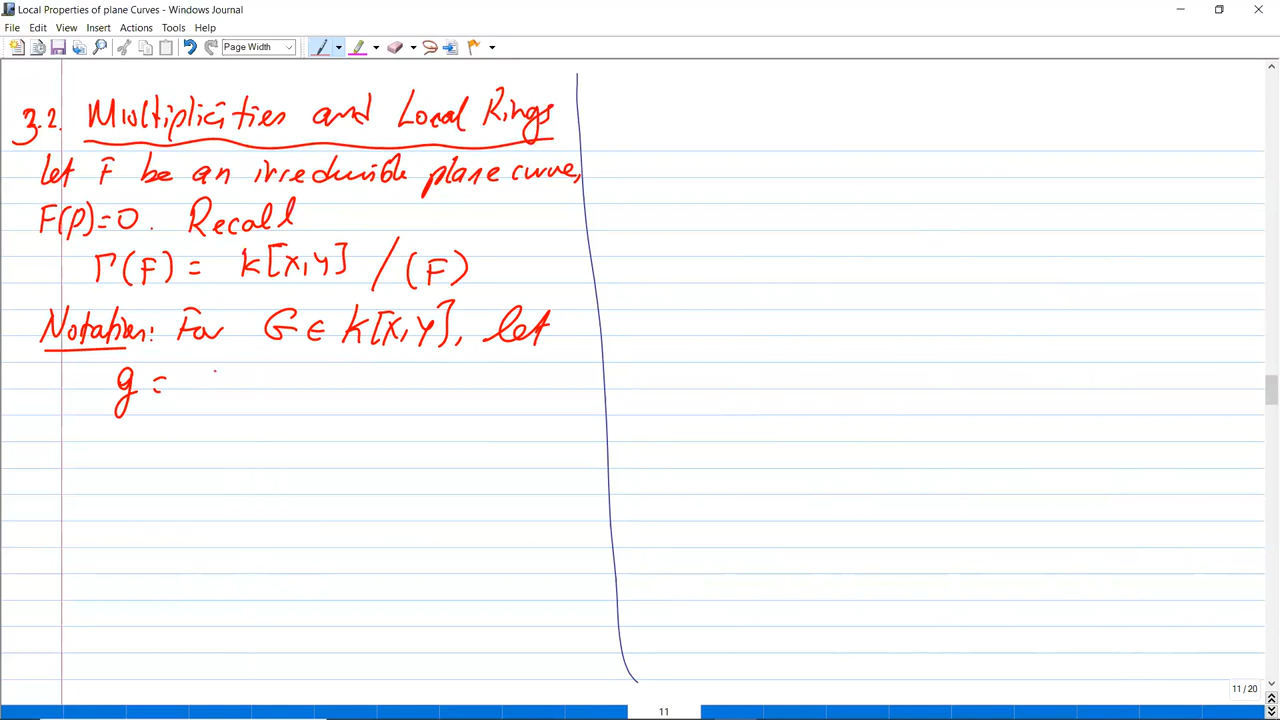 Local Properties of plane Curves - Windows Journal
File Edit View Insert Actions Tools Help
Page Width
3.2. Multiplicities and Local Rings
Let F be an irreducible plane curve,
F(P)=0. Recall
Γ(F) = k[X,Y] / (F)
Notation: For G ∈ k[X,Y], let
g =
11 / 20
11